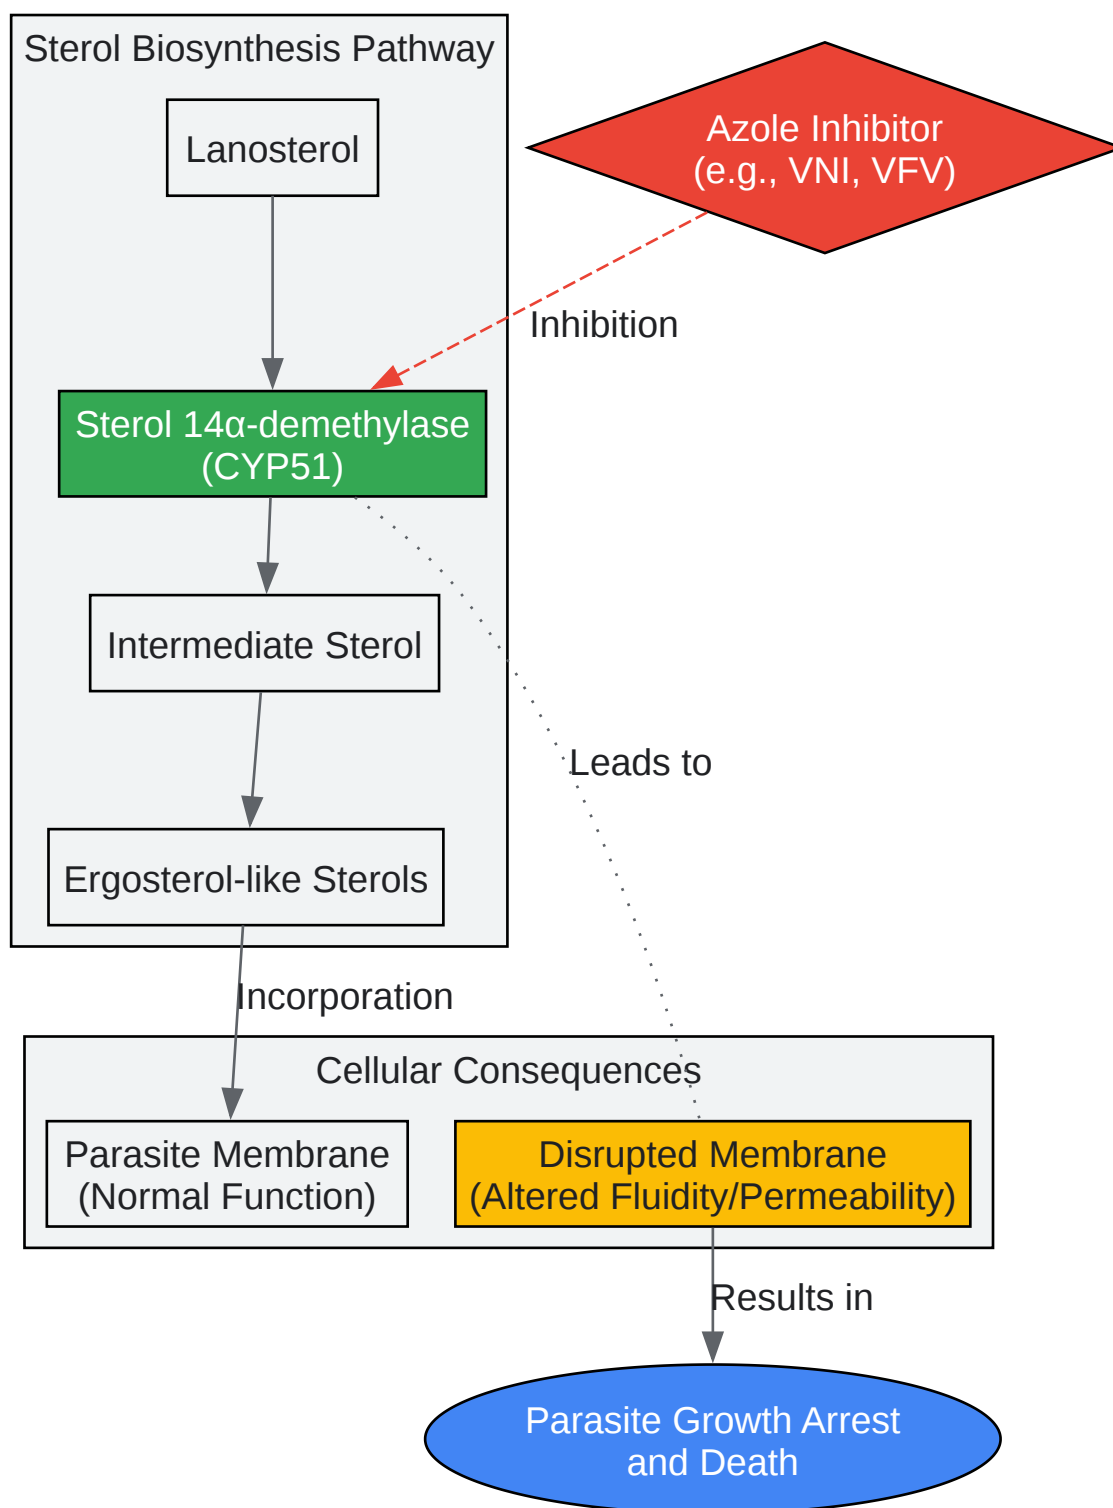 Sterol Biosynthesis Pathway
Lanosterol
Azole Inhibitor
(e.g., VNI, VFV)
Inhibition
Sterol 14α-demethylase
(CYP51)
Intermediate Sterol
Leads to
Ergosterol-like Sterols
Incorporation
Cellular Consequences
Parasite Membrane
(Normal Function)
Disrupted Membrane
(Altered Fluidity/Permeability)
Results in
Parasite Growth Arrest
and Death